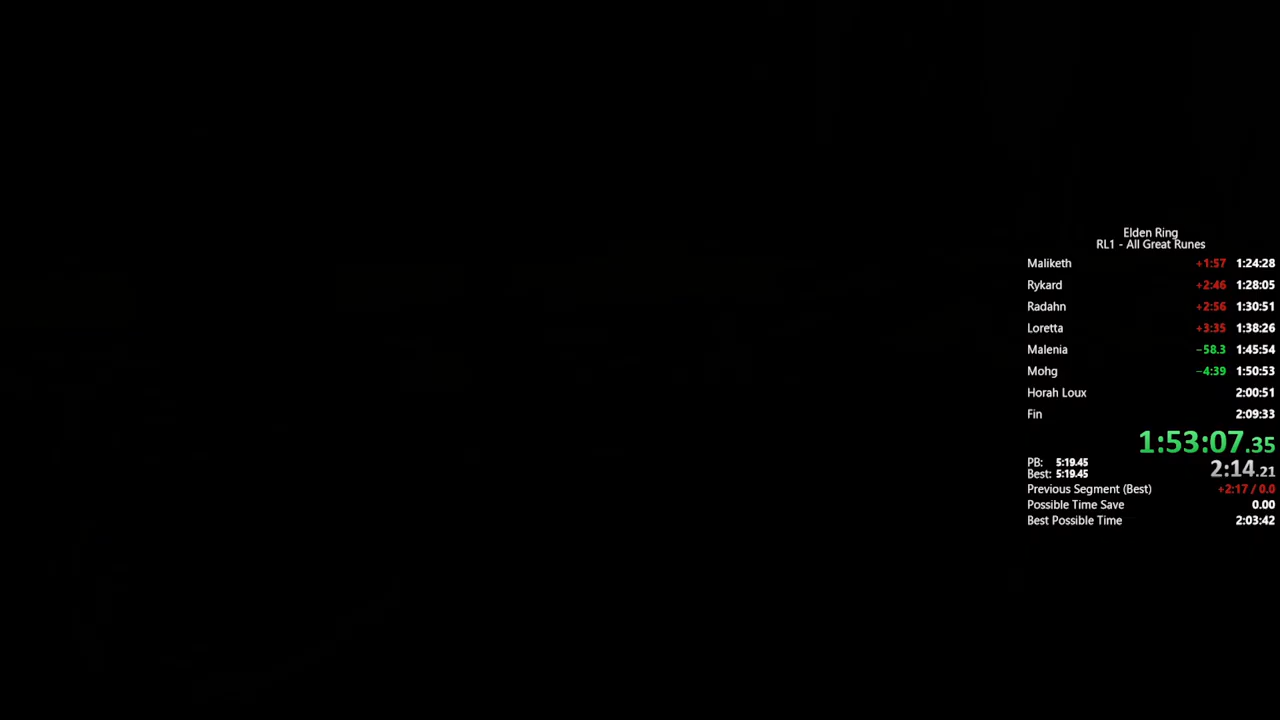 Elden Ring
RL1 - All Great Runes
Maliketh +1:57 1:24:28
Rykard +2:46 1:28:05
Radahn +2:56 1:30:51
Loretta +3:35 1:38:26
Malenia −58.3 1:45:54
Mohg −4:39 1:50:53
Horah Loux 2:00:51
Fin 2:09:33
1:53:07.35
PB: 5:19.45
Best: 5:19.45
2:14.21
Previous Segment (Best) +2:17 / 0.0
Possible Time Save 0.00
Best Possible Time 2:03:42